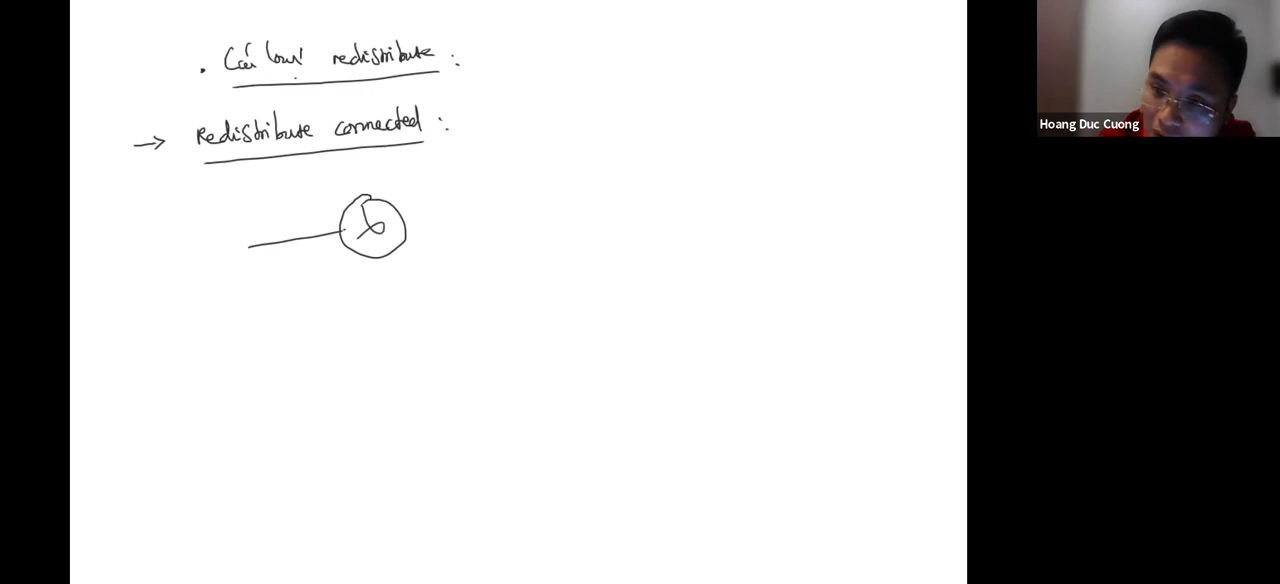 . Các loại redistribute :
→ Redistribute connected :
Hoang Duc Cuong